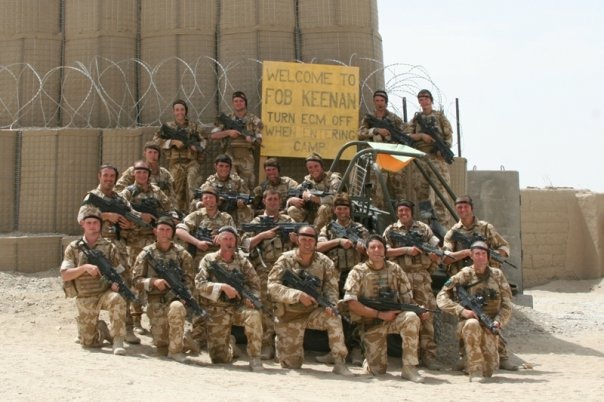 WELCOME TO
FOB KEENAN
TURN ECM OFF
WHEN ENTERING
CAMP